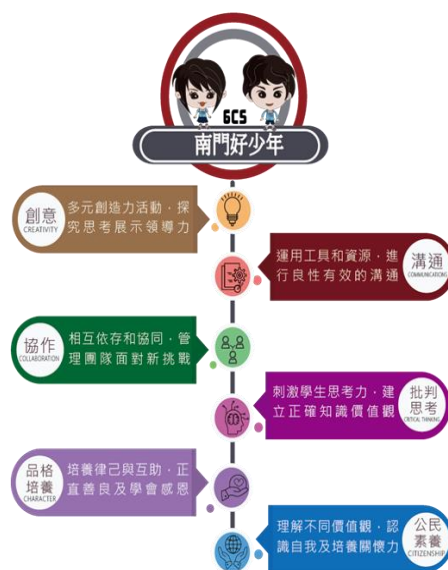 6CS
南門好少年
創意
CREATIVITY
多元創造力活動，探
究思考展示領導力
運用工具和資源，進
行良性有效的溝通
溝通
COMMUNICATIONS
協作
COLLABORATION
相互依存和協同，管
理團隊面對新挑戰
刺激學生思考力，建
立正確知識價值觀
批判
思考
CRITICAL THINKING
品格
培養
CHARACTER
培養律己與互助，正
直善良及學會感恩
理解不同價值觀，認
識自我及培養關懷力
公民
素養
CITIZENSHIP